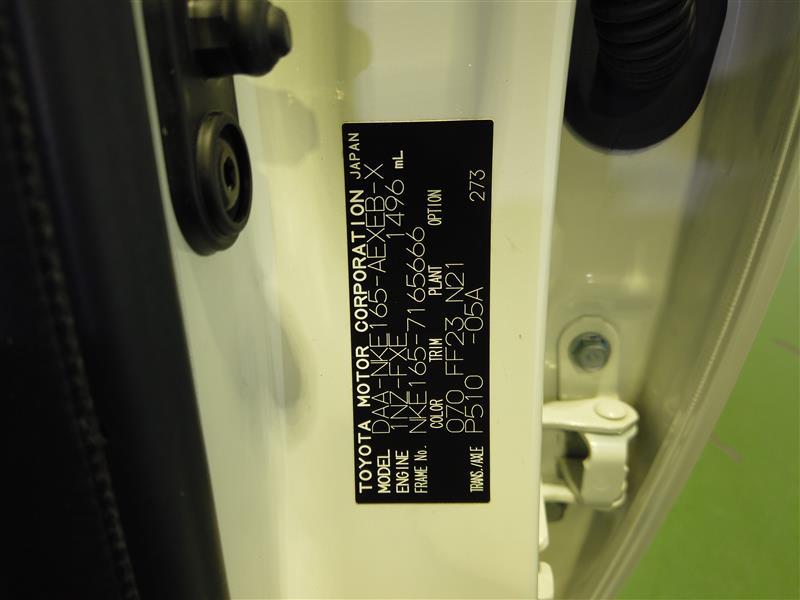 TOYOTA MOTOR CORPORATION JAPAN
MODEL DAA-NKE165-AEXEB-X
ENGINE 1NZ-FXE 1496 mL
FRAME No. NKE165-7165666
COLOR TRIM PLANT OPTION
070 FF23 N21
TRANS./AXLE P510 -05A 273